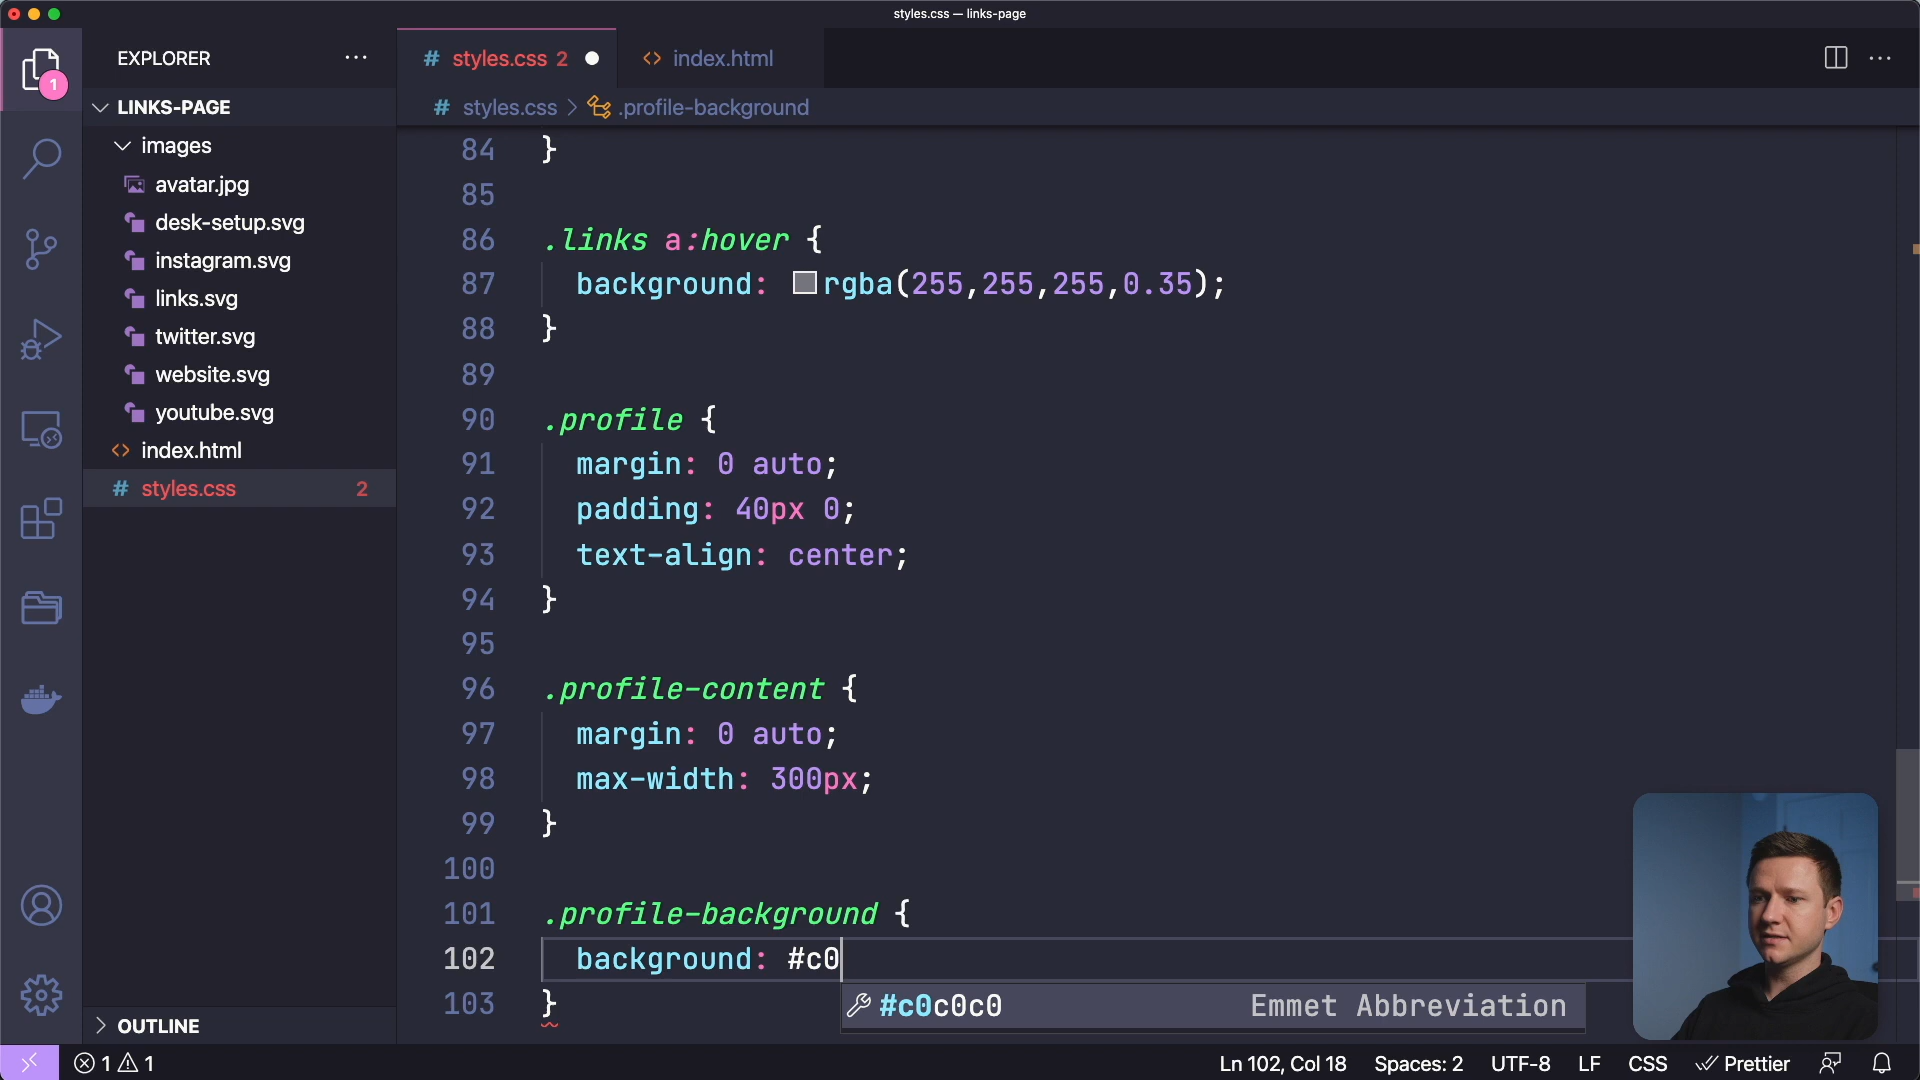 styles.css — links-page
EXPLORER
# styles.css 2
<> index.html
1
LINKS-PAGE
# styles.css > .profile-background
images
avatar.jpg
desk-setup.svg
instagram.svg
links.svg
twitter.svg
website.svg
youtube.svg
<> index.html
# styles.css 2
84 }
85
86 .links a:hover {
87 background: rgba(255,255,255,0.35);
88 }
89
90 .profile {
91 margin: 0 auto;
92 padding: 40px 0;
93 text-align: center;
94 }
95
96 .profile-content {
97 margin: 0 auto;
98 max-width: 300px;
99 }
100
101 .profile-background {
102 background: #c0
103 }
#c0c0c0 Emmet Abbreviation
OUTLINE
1 1
Ln 102, Col 18 Spaces: 2 UTF-8 LF CSS Prettier